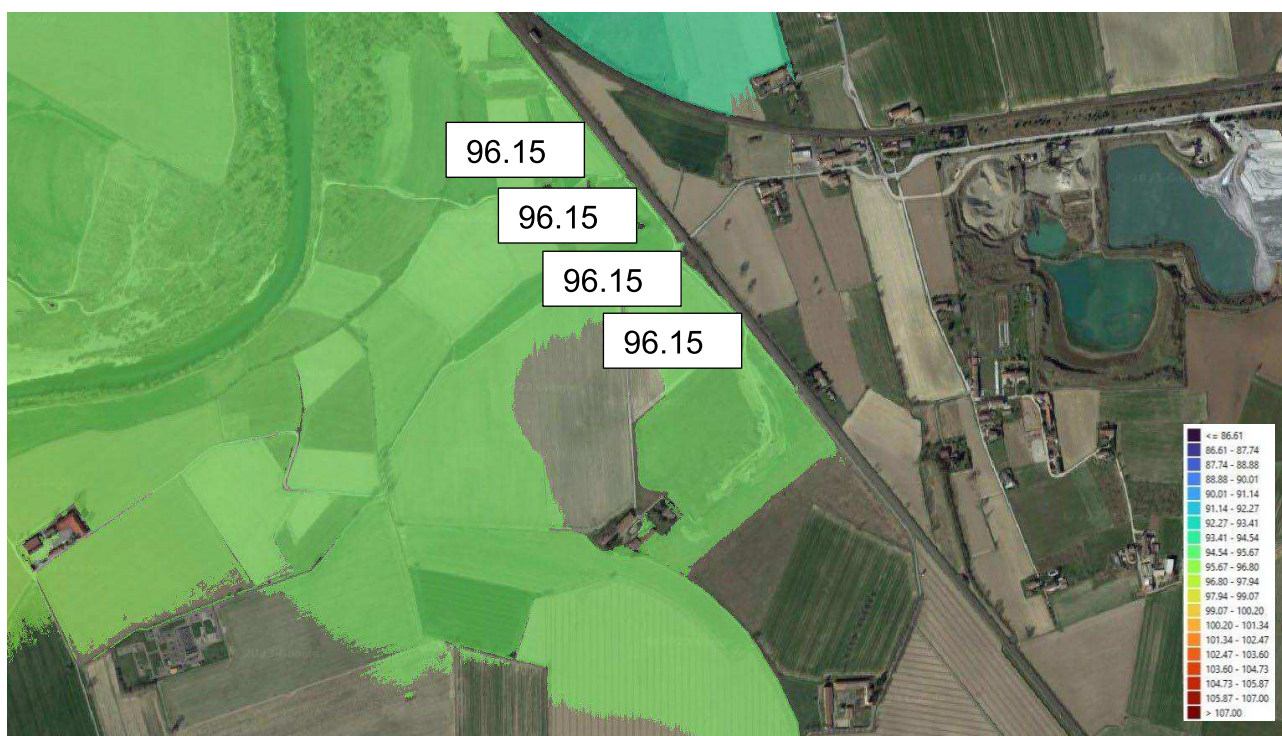 96.15
96.15
96.15
96.15
<= 86.61
86.61 - 87.74
87.74 - 88.88
88.88 - 90.01
90.01 - 91.14
91.14 - 92.27
92.27 - 93.41
93.41 - 94.54
94.54 - 95.67
95.67 - 96.80
96.80 - 97.94
97.94 - 99.07
99.07 - 100.20
100.20 - 101.34
101.34 - 102.47
102.47 - 103.60
103.60 - 104.73
104.73 - 105.87
105.87 - 107.00
> 107.00